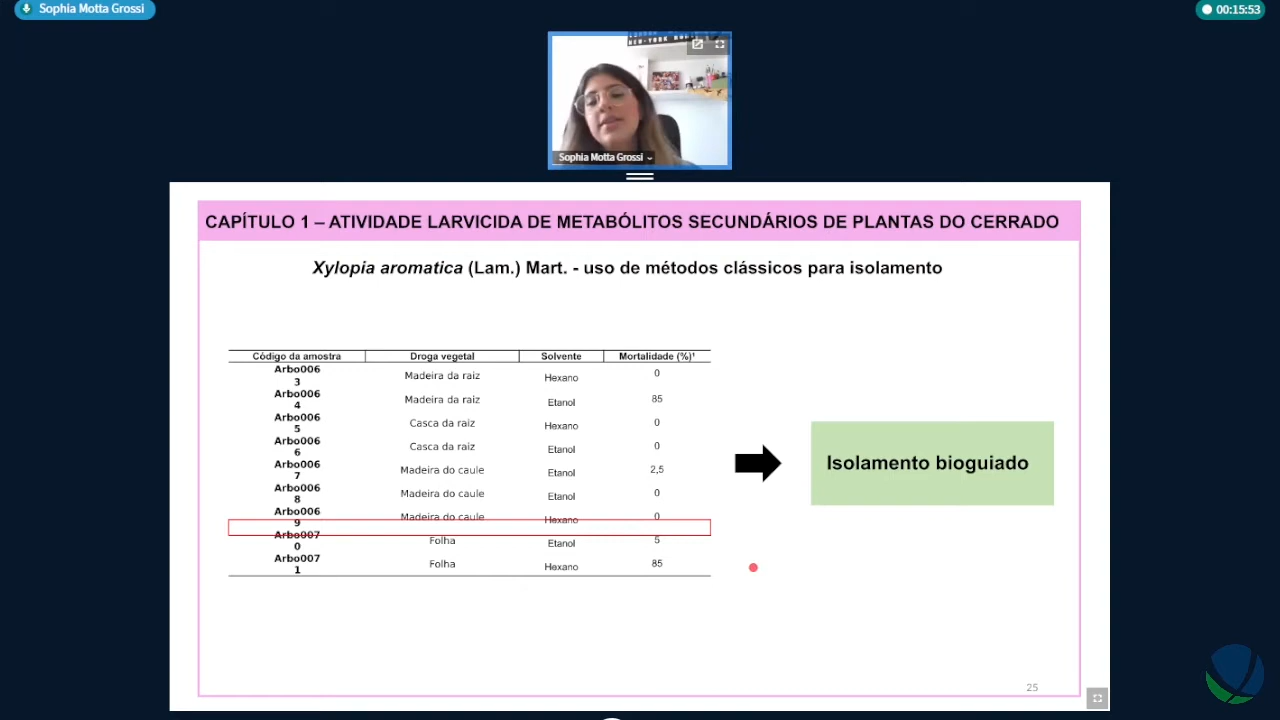 Sophia Motta Grossi
00:15:53
Sophia Motta Grossi
CAPÍTULO 1 – ATIVIDADE LARVICIDA DE METABÓLITOS SECUNDÁRIOS DE PLANTAS DO CERRADO
Xylopia aromatica (Lam.) Mart. - uso de métodos clássicos para isolamento
Código da amostra Droga vegetal Solvente Mortalidade (%)¹
Arbo006
3 Madeira da raiz Hexano 0
Arbo006
4 Madeira da raiz Etanol 85
Arbo006
5 Casca da raiz Hexano 0
Arbo006
6 Casca da raiz Etanol 0
Arbo006
7 Madeira do caule Etanol 2,5
Arbo006
8 Madeira do caule Etanol 0
Arbo006
9 Madeira do caule Hexano 0
Arbo007
0 Folha Etanol 5
Arbo007
1 Folha Hexano 85
Isolamento bioguiado
25